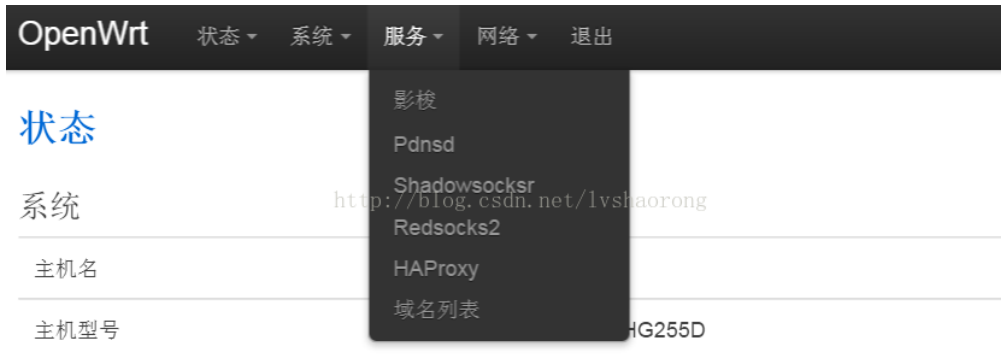 OpenWrt 状态 系统 服务 网络 退出
影梭
状态
Pdnsd
Shadowsocksr
系统
http://blog.csdn.net/lvshaorong
Redsocks2
主机名
HAProxy
域名列表
主机型号
HG255D